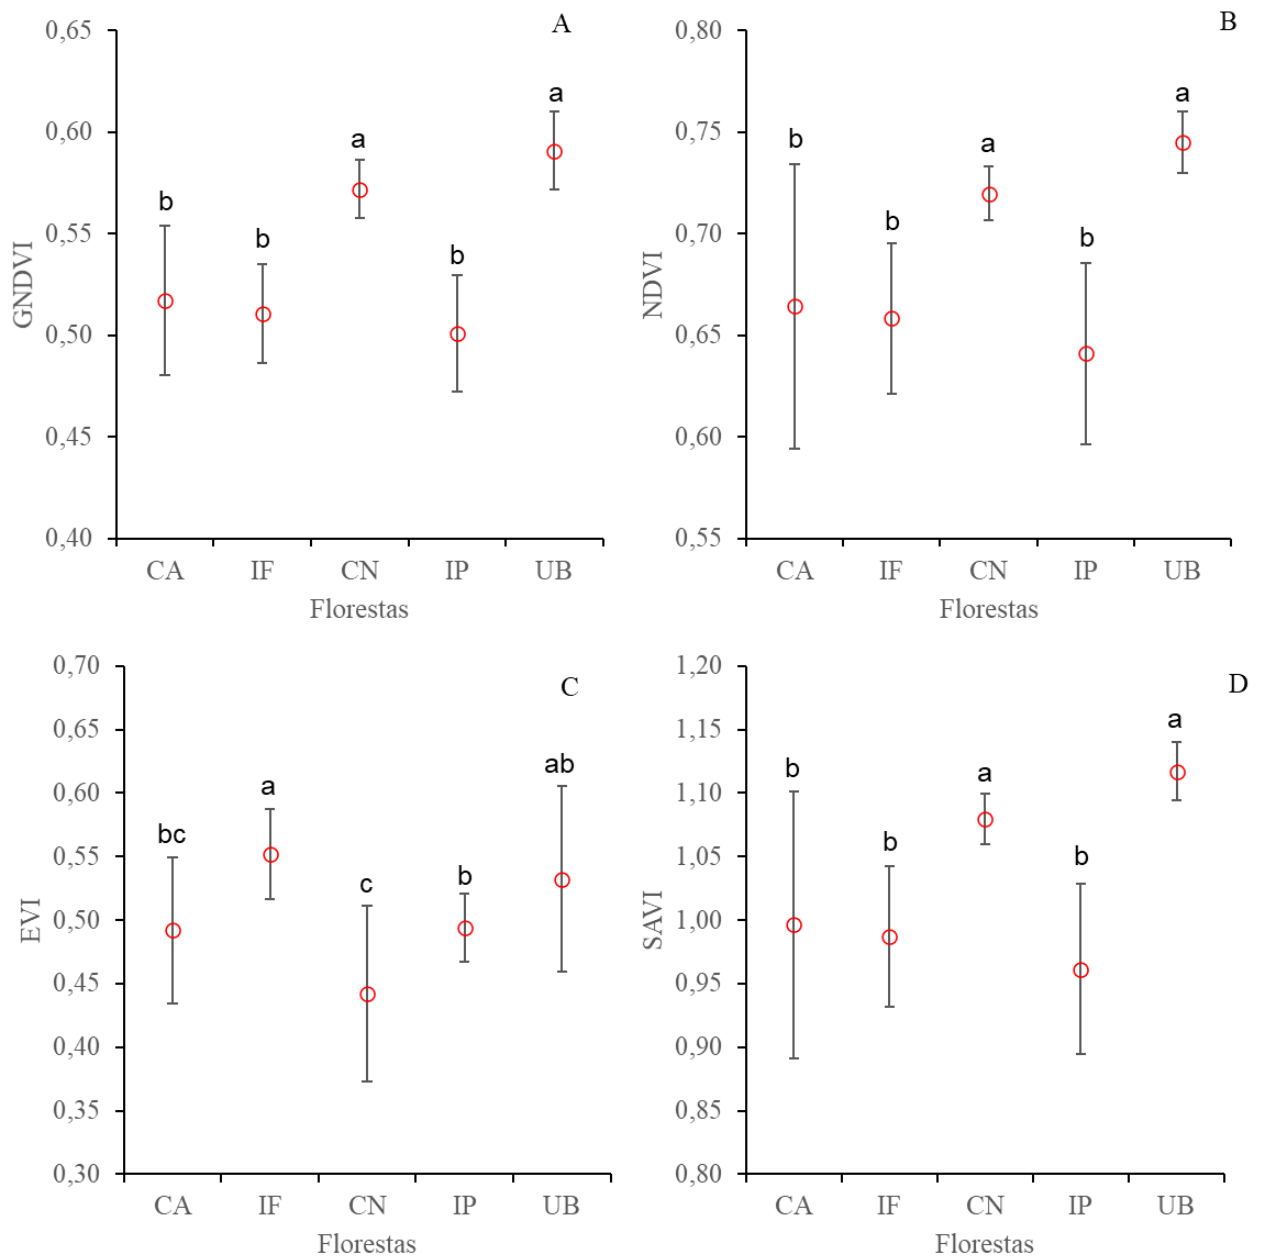 A
GNDVI
0,65
0,60
0,55
0,50
0,45
0,40
b
b
a
b
a
CA IF CN IP UB
Florestas
B
NDVI
0,80
0,75
0,70
0,65
0,60
0,55
b
b
a
b
a
CA IF CN IP UB
Florestas
C
EVI
0,70
0,65
0,60
0,55
0,50
0,45
0,40
0,35
0,30
bc
a
c
b
ab
CA IF CN IP UB
Florestas
D
SAVI
1,20
1,15
1,10
1,05
1,00
0,95
0,90
0,85
0,80
b
b
a
b
a
CA IF CN IP UB
Florestas